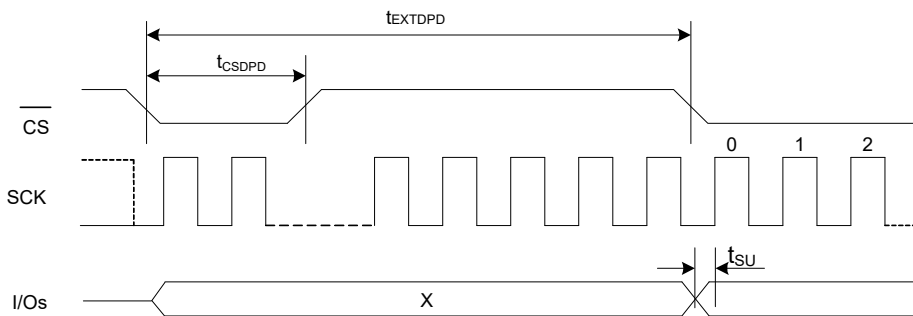 tEXTDPD
tCSDPD
CS
0 1 2
SCK
tSU
X
I/Os